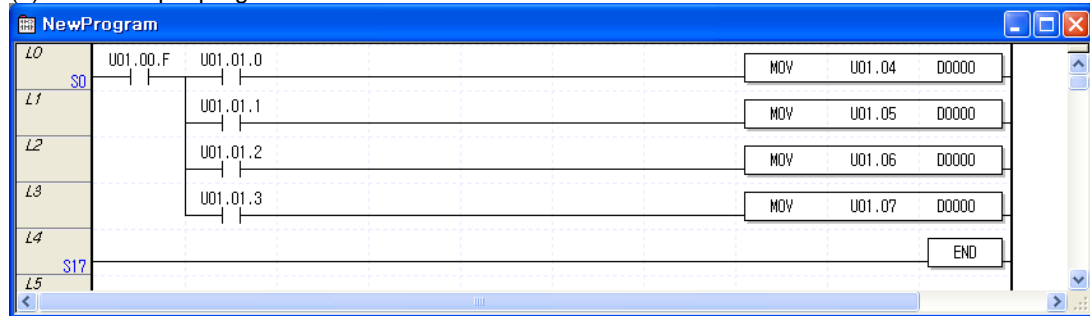 NewProgram
L0 U01.00.F U01.01.0 MOV U01.04 D0000
S0
L1 U01.01.1 MOV U01.05 D0000
L2 U01.01.2 MOV U01.06 D0000
L3 U01.01.3 MOV U01.07 D0000
L4 END
S17
L5